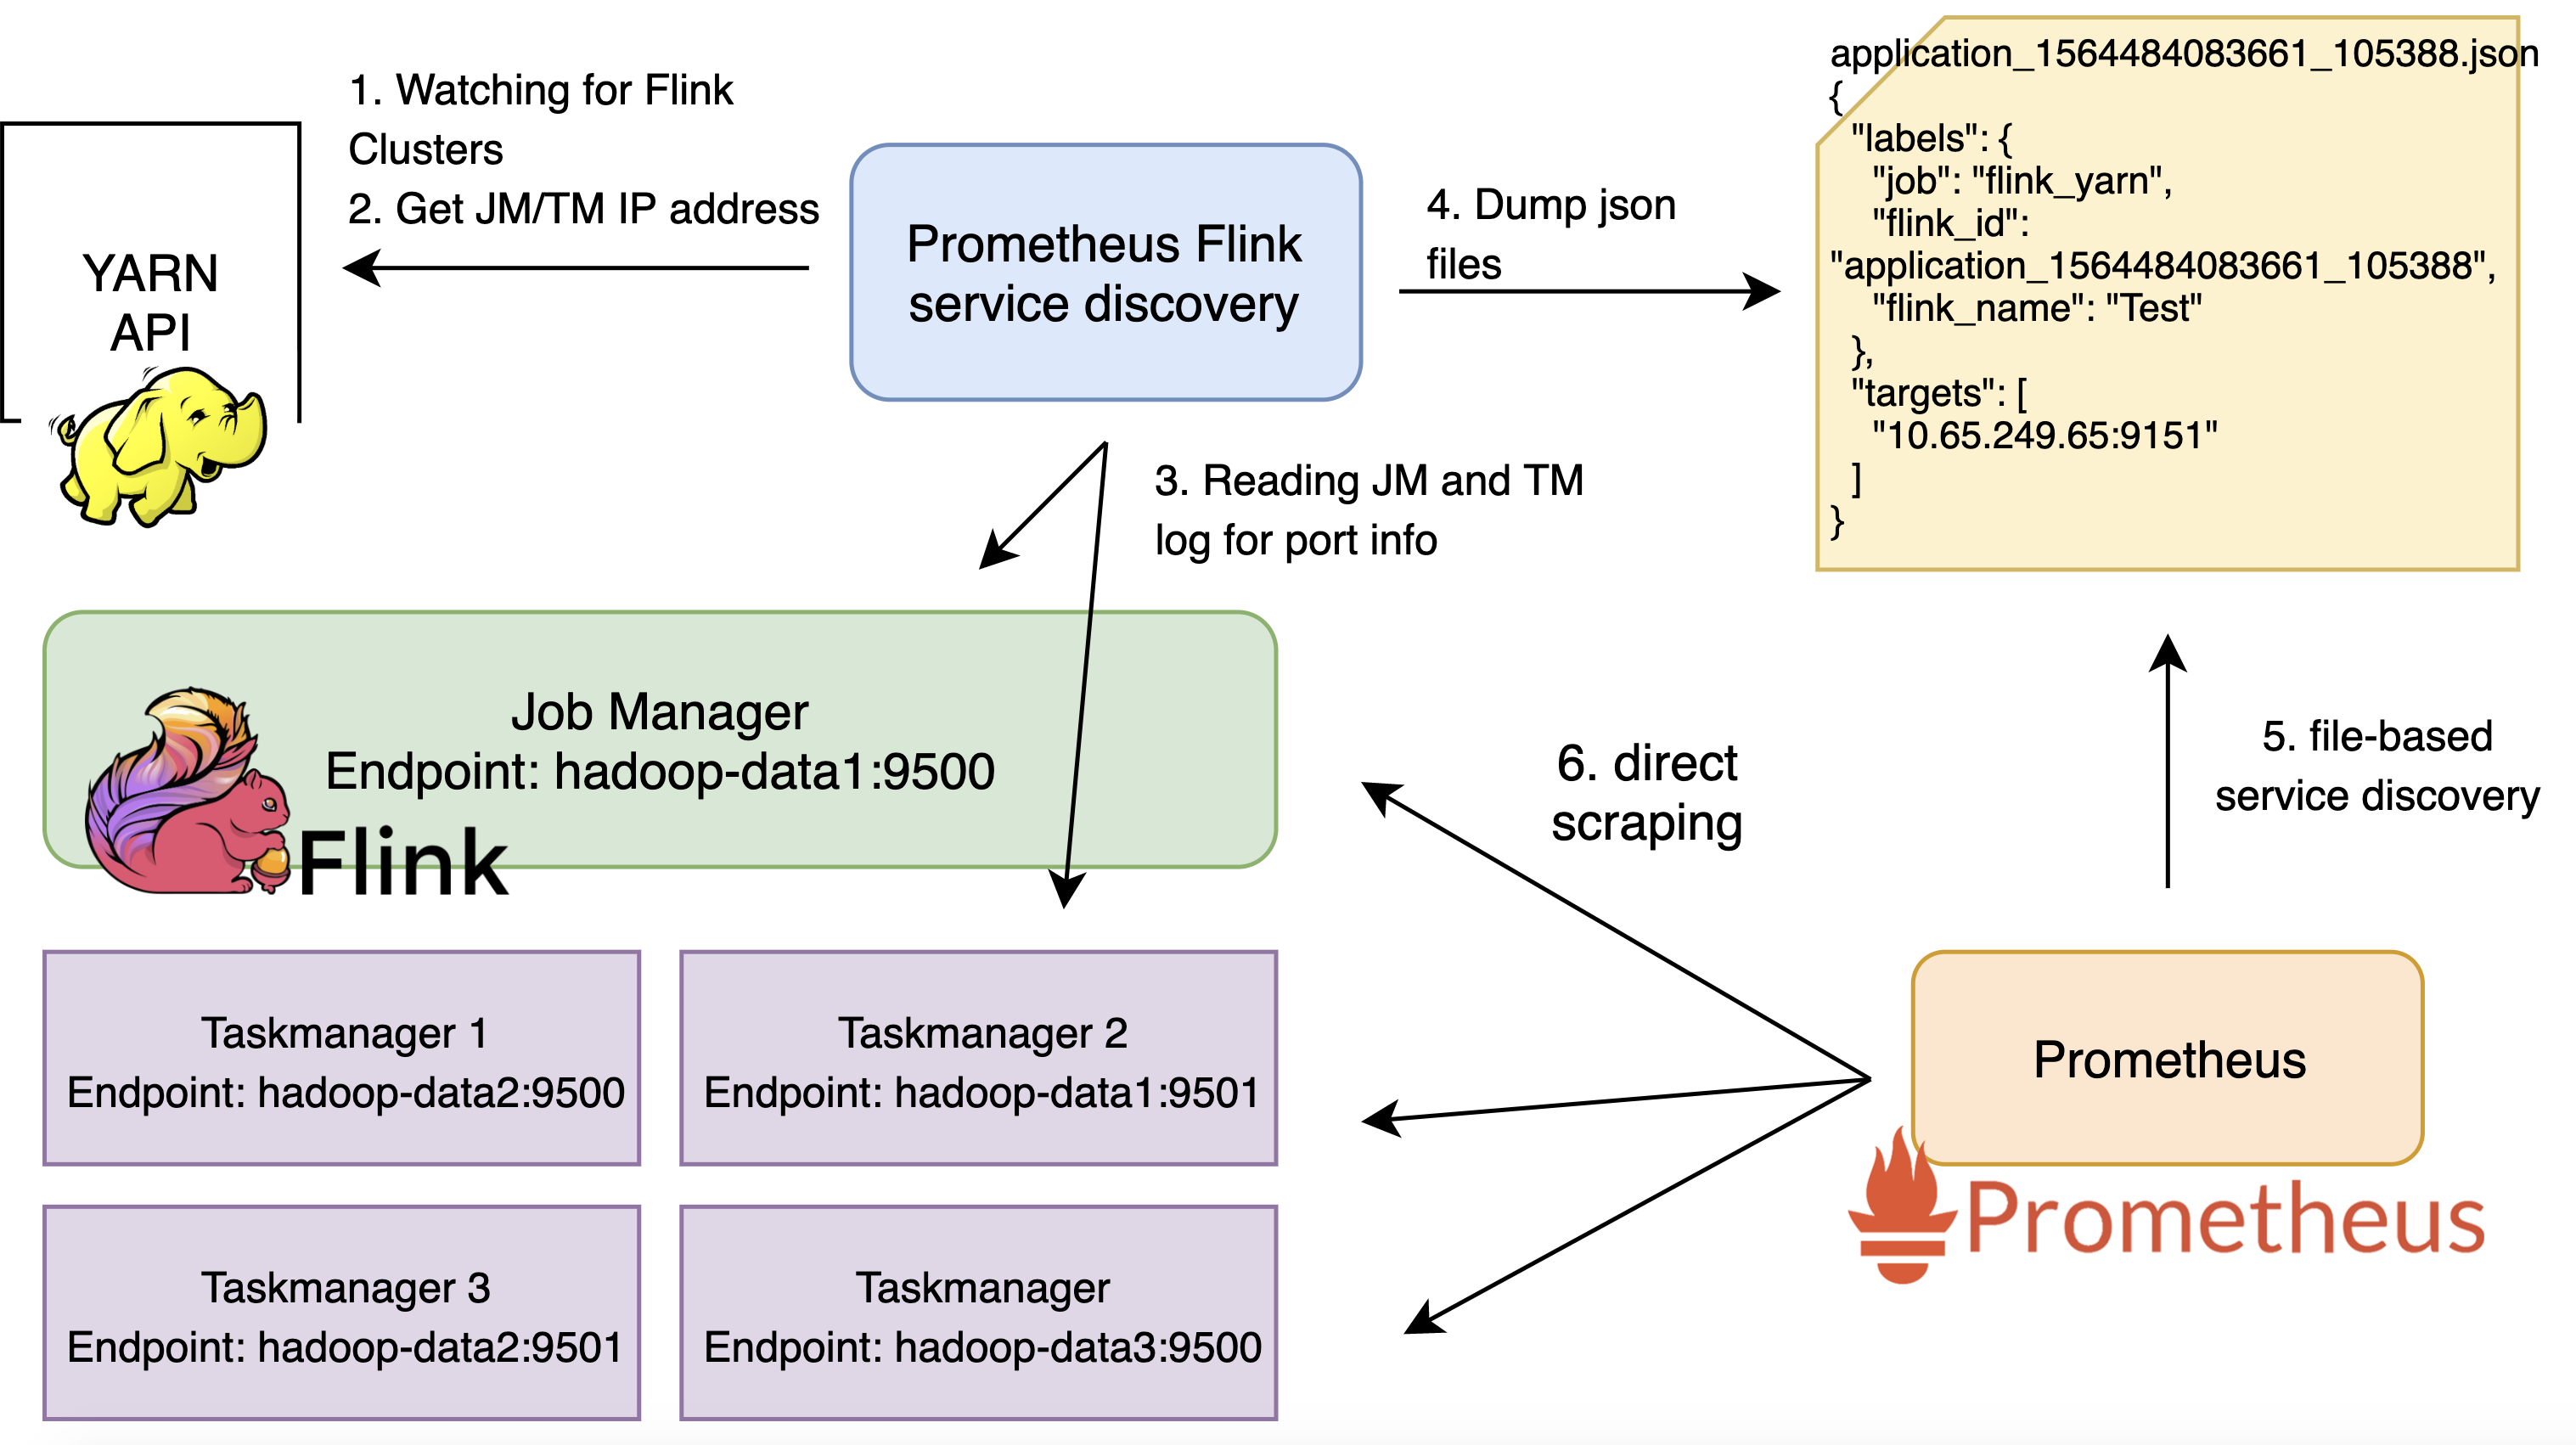 1. Watching for Flink
Clusters
2. Get JM/TM IP address
YARN
API
Prometheus Flink
service discovery
4. Dump json
files
application_1564484083661_105388.json
{
"labels": {
"job": "flink_yarn",
"flink_id":
"application_1564484083661_105388",
"flink_name": "Test"
},
"targets": [
"10.65.249.65:9151"
]
}
3. Reading JM and TM
log for port info
Job Manager
Endpoint: hadoop-data1:9500
Flink
6. direct
scraping
5. file-based
service discovery
Taskmanager 1
Endpoint: hadoop-data2:9500
Taskmanager 2
Endpoint: hadoop-data1:9501
Taskmanager 3
Endpoint: hadoop-data2:9501
Taskmanager
Endpoint: hadoop-data3:9500
Prometheus
Prometheus